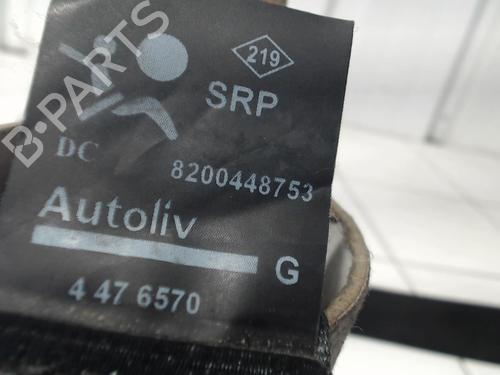 219
SRP
DC
8200448753
Autoliv
G
4 47 6570
B-PARTS